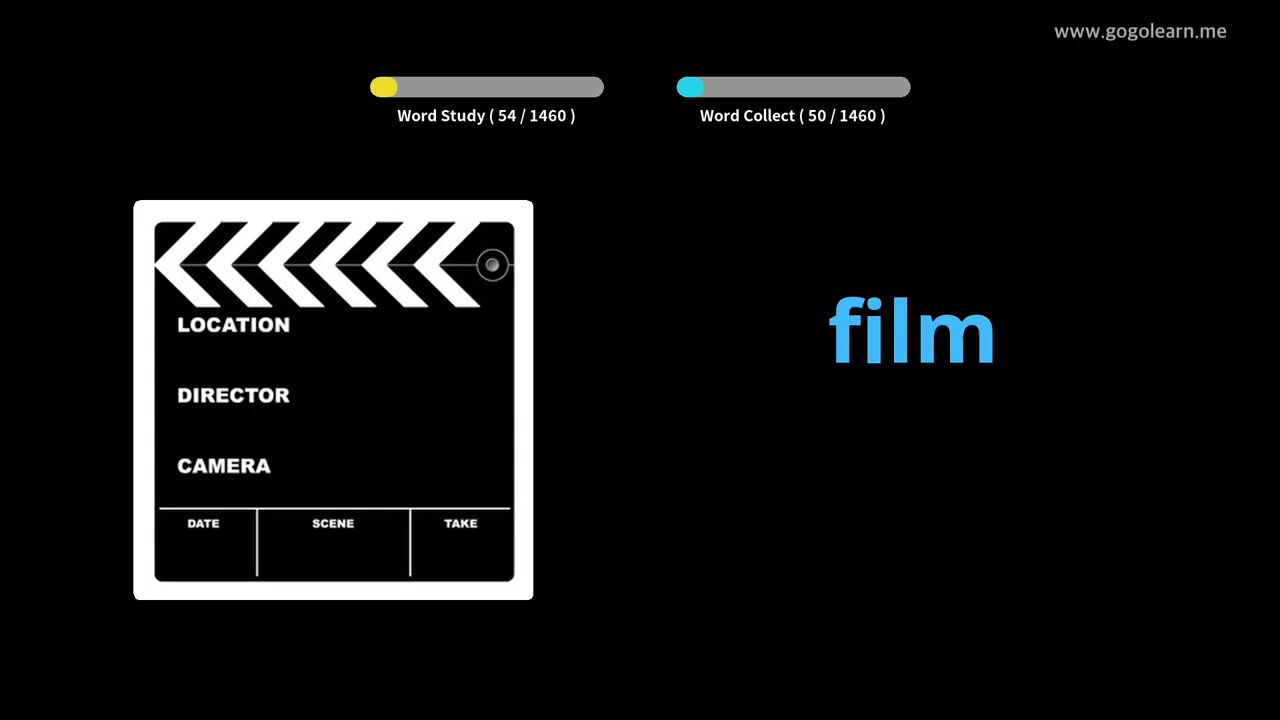 www.gogolearn.me
Word Study ( 54 / 1460 )
Word Collect ( 50 / 1460 )
LOCATION
DIRECTOR
CAMERA
DATE
SCENE
TAKE
film